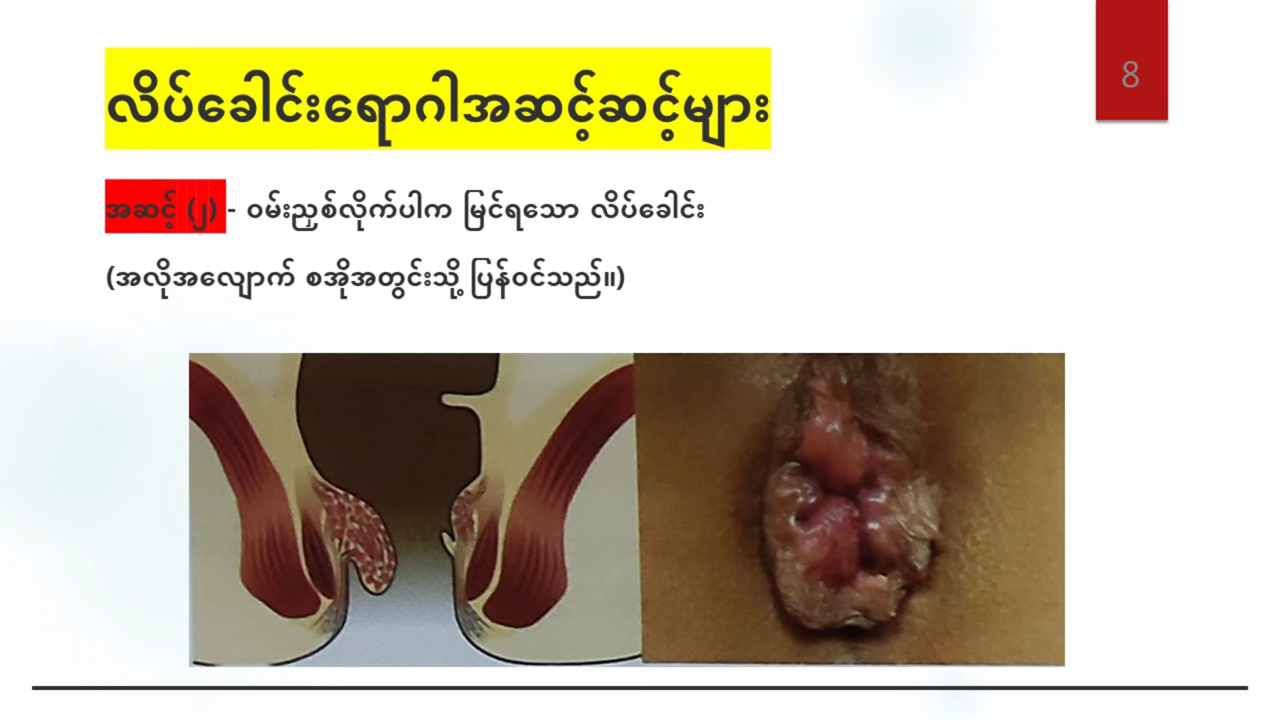 8
လိပ်ခေါင်းရောဂါအဆင့်ဆင့်များ
အဆင့် (၂) - ဝမ်းညှစ်လိုက်ပါက မြင်ရသော လိပ်ခေါင်း
(အလိုအလျောက် စအိုအတွင်းသို့ ပြန်ဝင်သည်။)